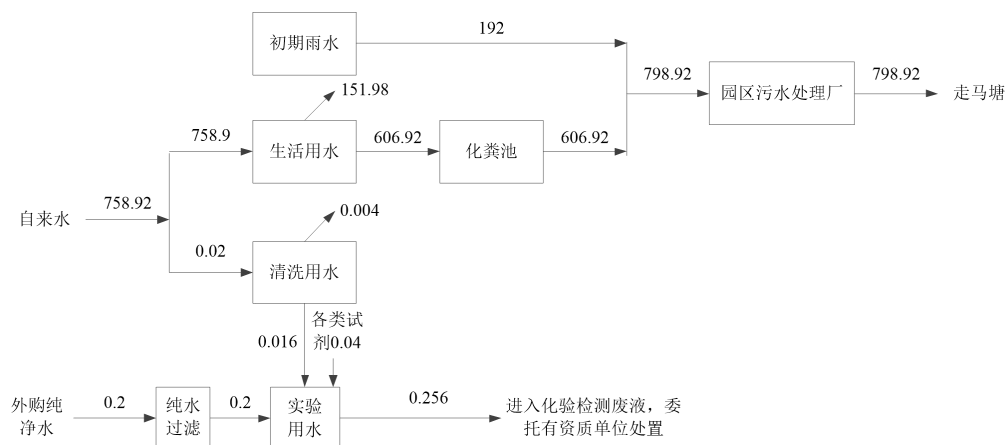 初期雨水
192
798.92
园区污水处理厂
798.92
走马塘
151.98
758.9
生活用水
606.92
化粪池
606.92
自来水
758.92
0.004
0.02
清洗用水
0.016
各类试
剂0.04
外购纯
净水
0.2
纯水
过滤
0.2
实验
用水
0.256
进入化验检测废液，委
托有资质单位处置